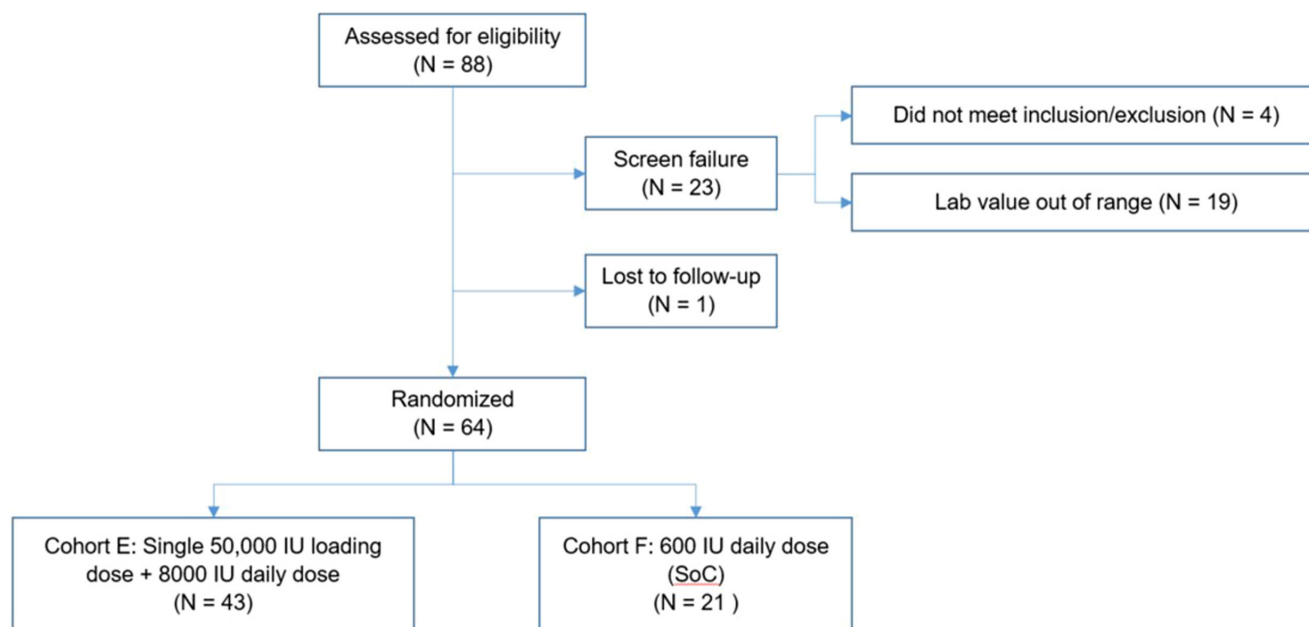 Assessed for eligibility
(N = 88)
Did not meet inclusion/exclusion (N = 4)
Screen failure
(N = 23)
Lab value out of range (N = 19)
Lost to follow-up
(N = 1)
Randomized
(N = 64)
Cohort E: Single 50,000 IU loading
dose + 8000 IU daily dose
(N = 43)
Cohort F: 600 IU daily dose
(SoC)
(N = 21 )